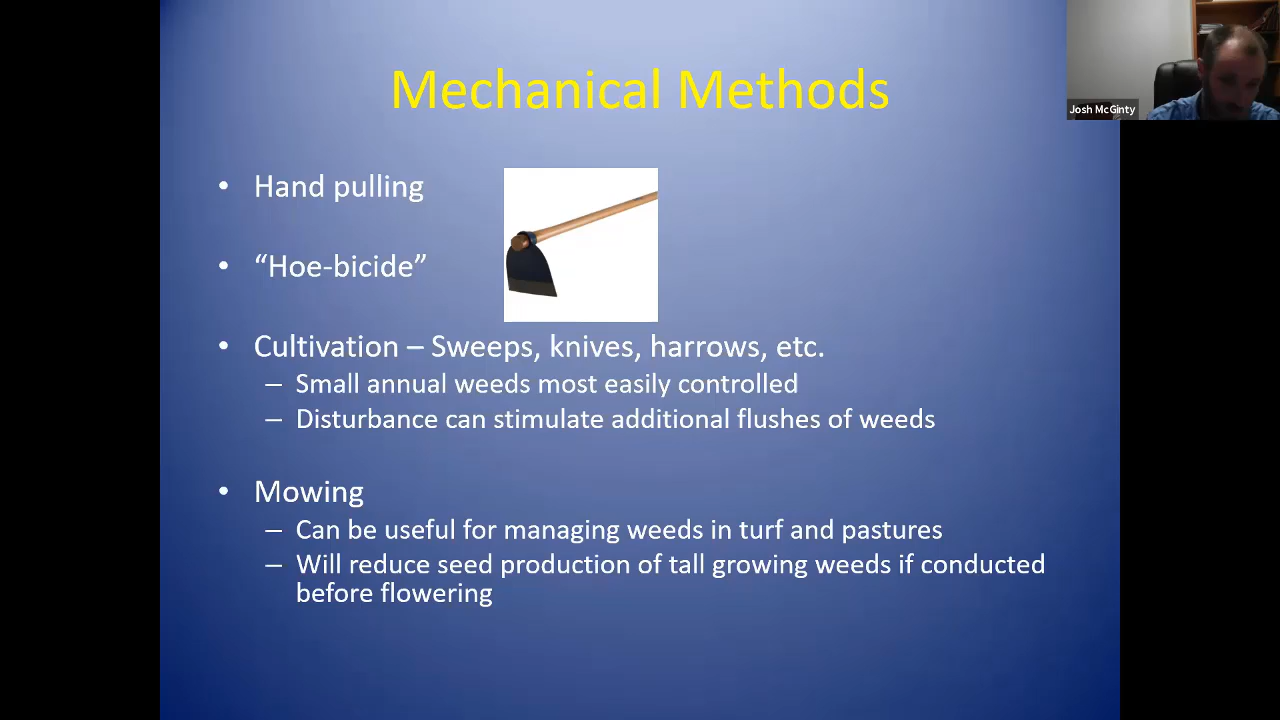 Mechanical Methods
Josh McGinty
• Hand pulling
• “Hoe-bicide”
• Cultivation – Sweeps, knives, harrows, etc.
– Small annual weeds most easily controlled
– Disturbance can stimulate additional flushes of weeds
• Mowing
– Can be useful for managing weeds in turf and pastures
– Will reduce seed production of tall growing weeds if conducted
before flowering